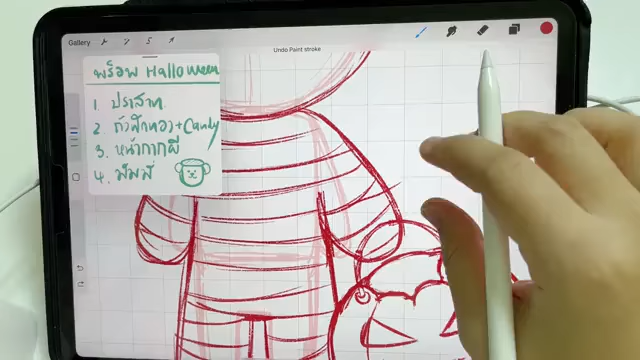 Gallery
Undo Paint stroke
พร็อพ Halloween
1. ปราสาท
2. ถังฟักทอง+Candy
3. หน้ากากผี
4. มัมมี่